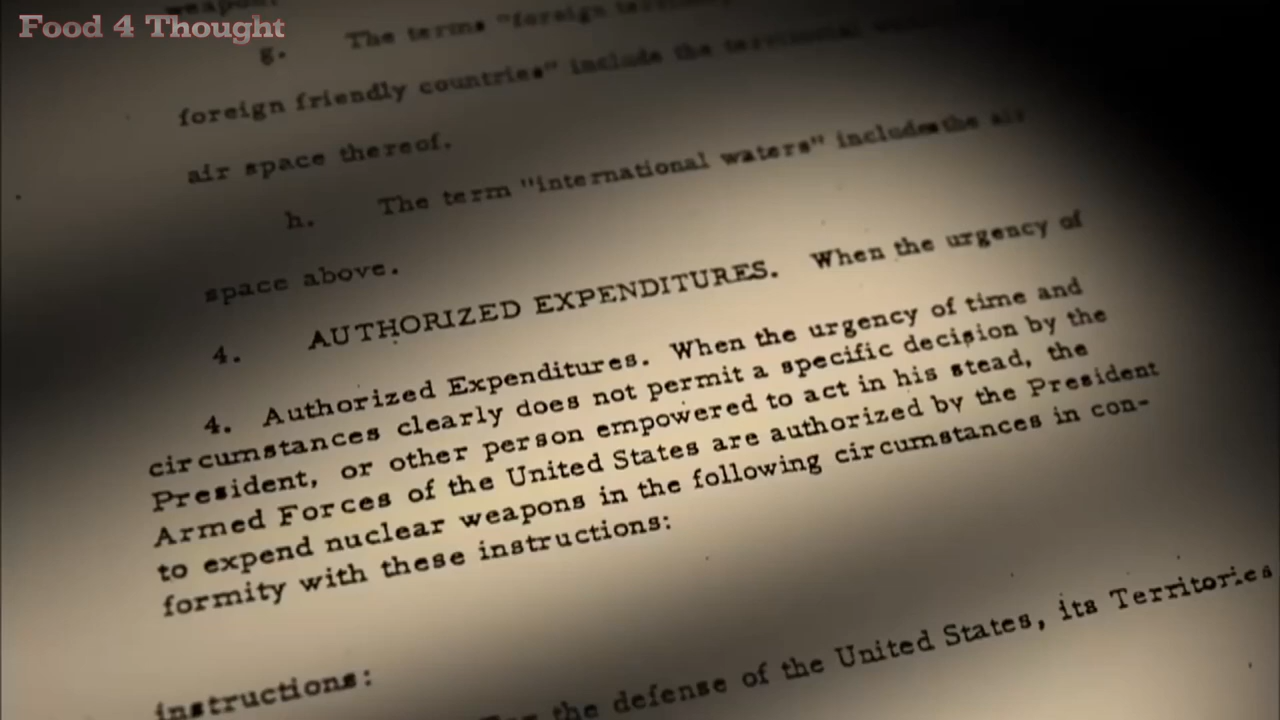 Food 4 Thought
weapon.
g. The terms "foreign
foreign friendly countries" include the territorial
air space thereof.
h. The term "international waters" includes the air
space above.
4. AUTHORIZED EXPENDITURES. When the urgency of
4. Authorized Expenditures. When the urgency of time and
circumstances clearly does not permit a specific decision by the
President, or other person empowered to act in his stead, the
Armed Forces of the United States are authorized by the President
to expend nuclear weapons in the following circumstances in con-
formity with these instructions:
instructions:
the defense of the United States, its Territories